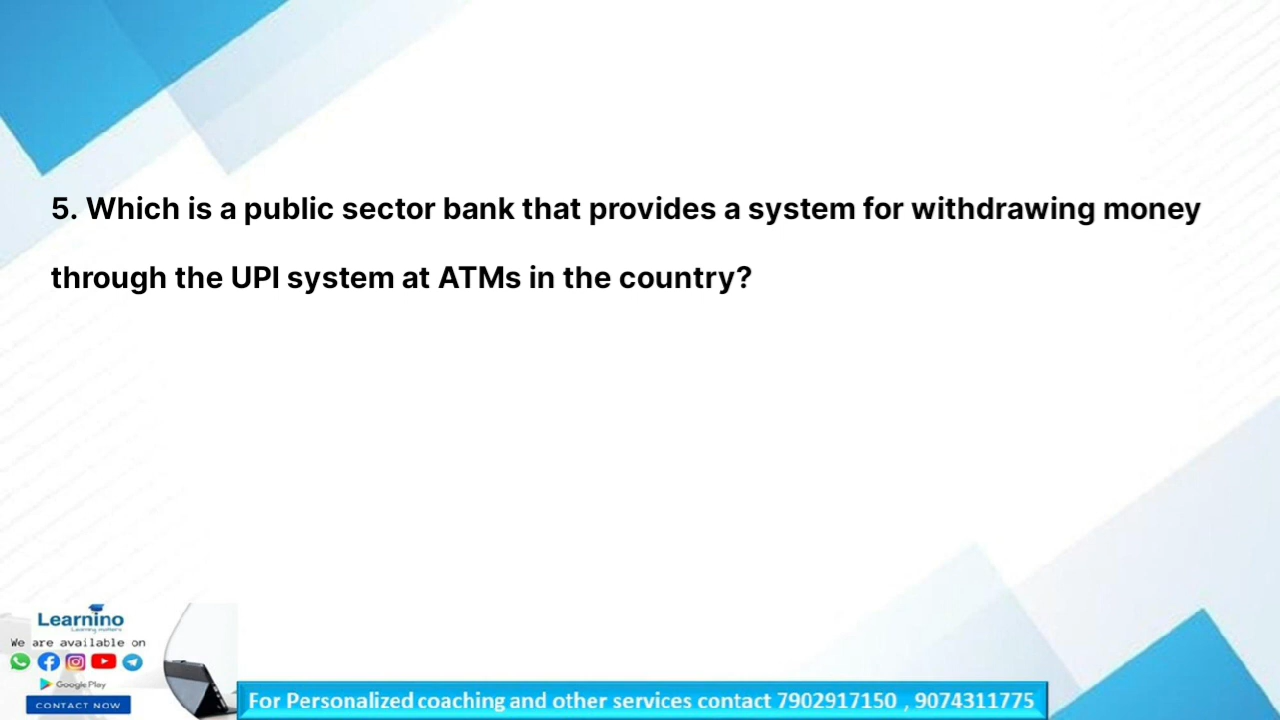 5. Which is a public sector bank that provides a system for withdrawing money
through the UPI system at ATMs in the country?
Learnino
Learning matters
We are available on
Google Play
CONTACT NOW
For Personalized coaching and other services contact 7902917150 , 9074311775